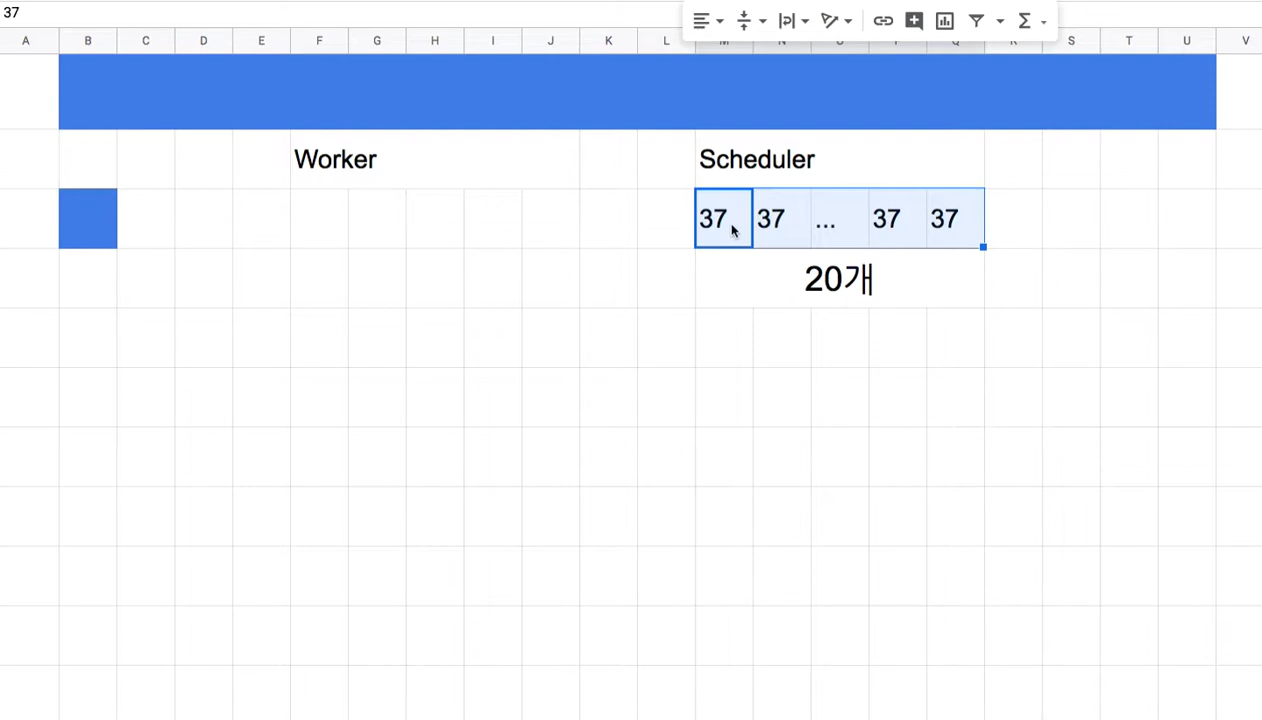 37
A B C D E F G H I J K L M N O P Q R S T U V
Worker Scheduler
37 37 ... 37 37
20개